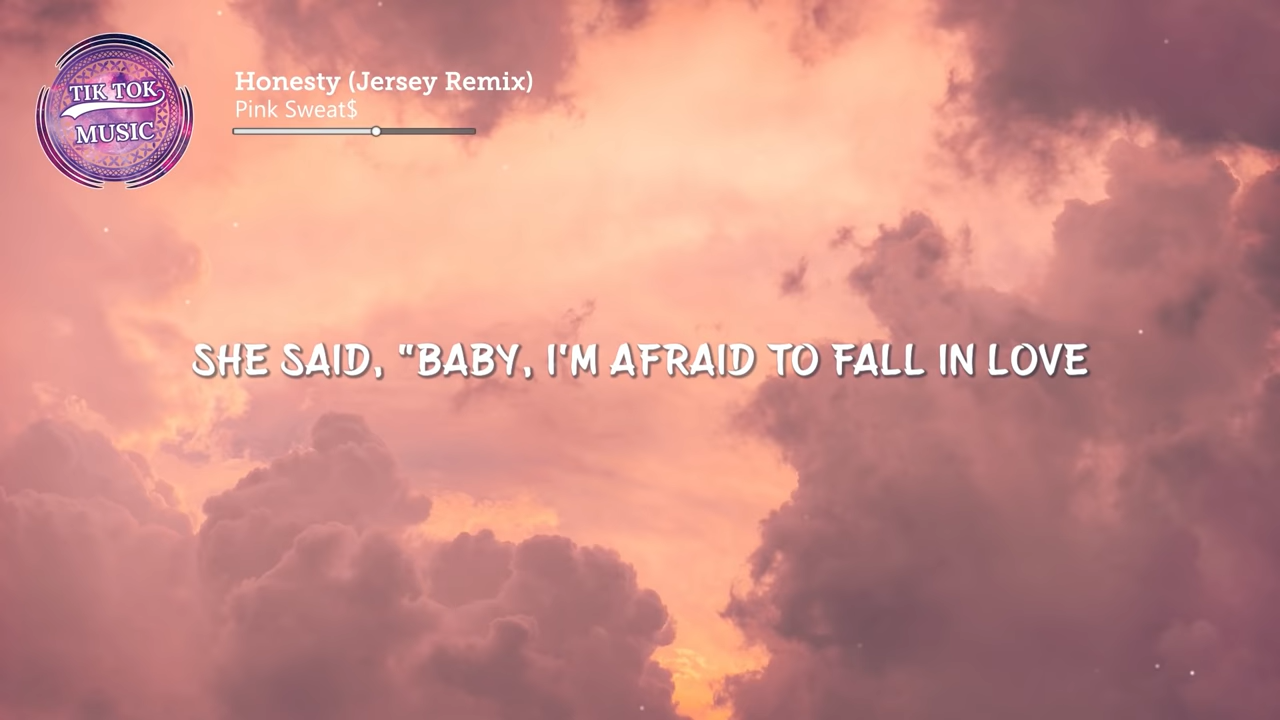 TIK TOK
MUSIC
Honesty (Jersey Remix)
Pink Sweat$
SHE SAID, "BABY, I'M AFRAID TO FALL IN LOVE